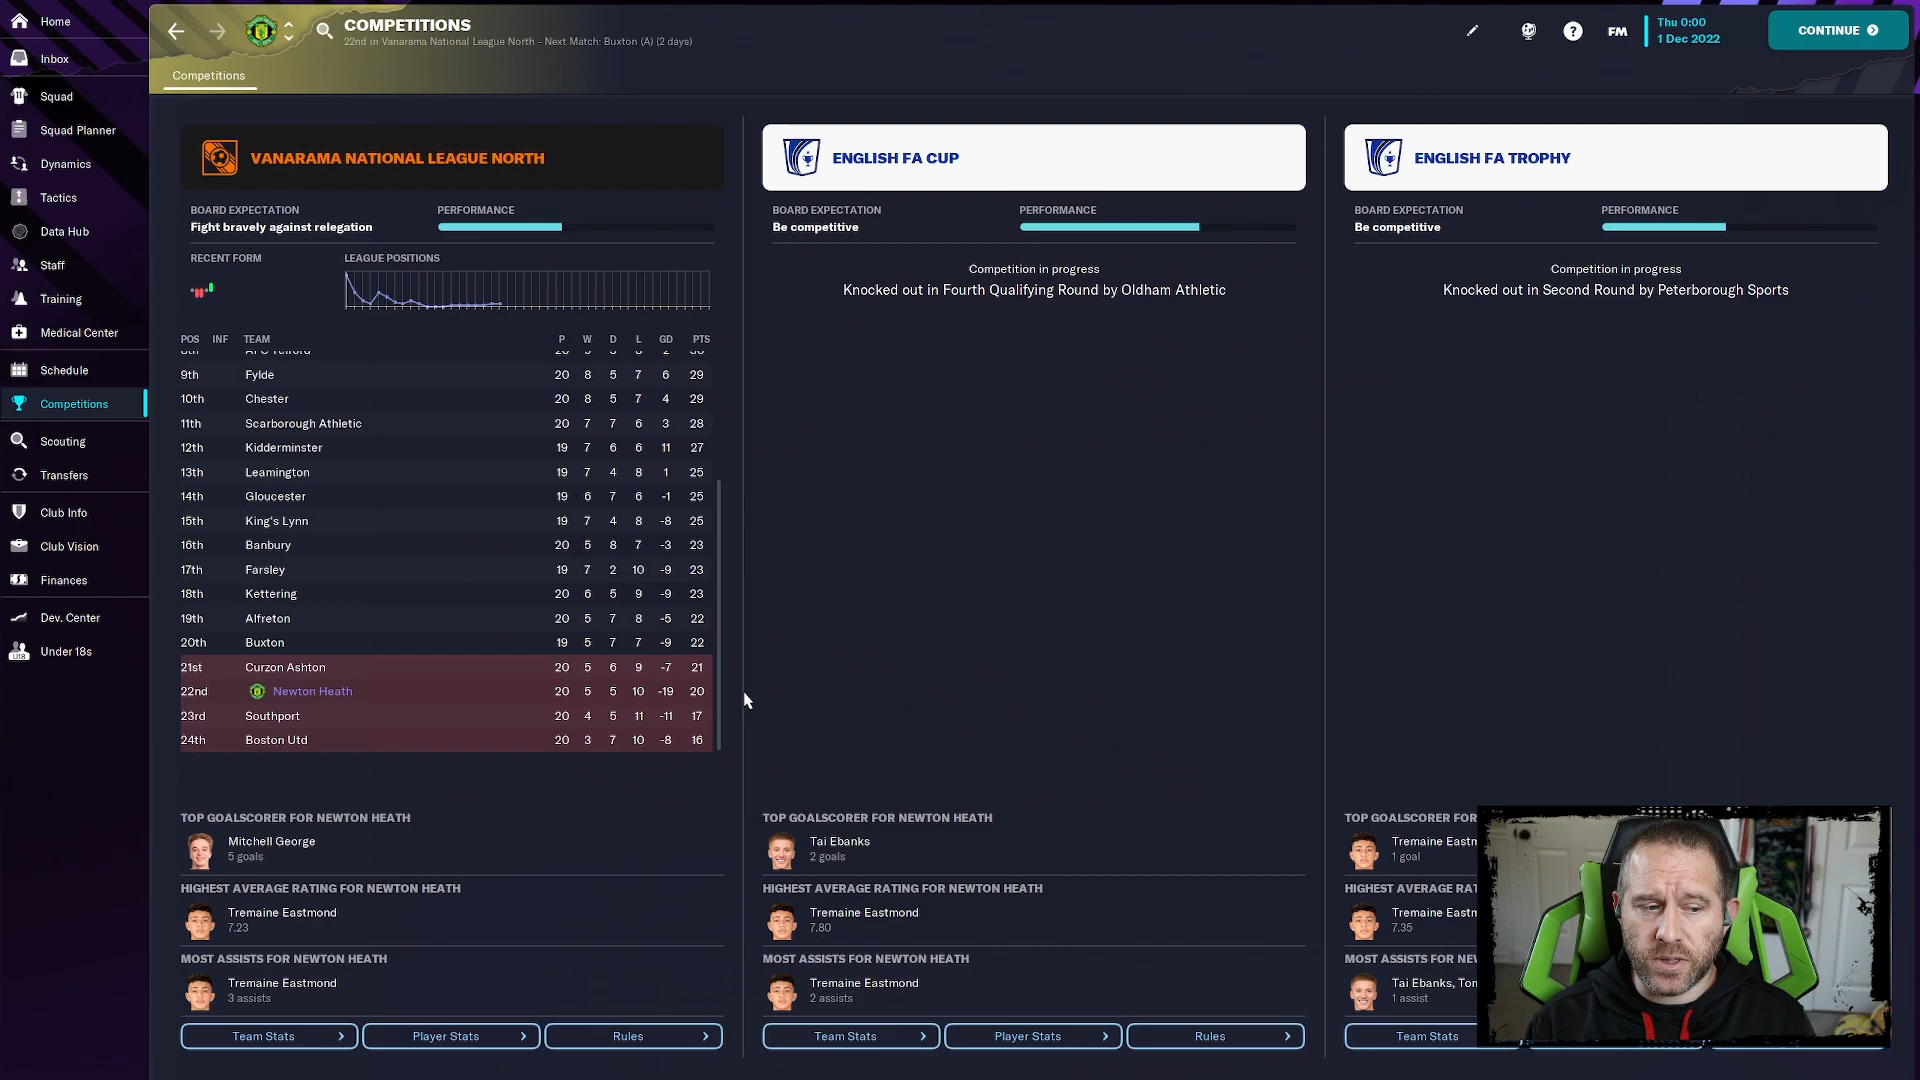 Home
Inbox
Squad
Squad Planner
Dynamics
Tactics
Data Hub
Staff
Training
Medical Center
Schedule
Competitions
Scouting
Transfers
Club Info
Club Vision
Finances
Dev. Center
U18
Under 18s
COMPETITIONS
22nd in Vanarama National League North - Next Match: Buxton (A) (2 days)
FM
Thu 0:00
1 Dec 2022
CONTINUE
Competitions
VANARAMA NATIONAL LEAGUE NORTH
BOARD EXPECTATION PERFORMANCE
Fight bravely against relegation
RECENT FORM LEAGUE POSITIONS
POS INF TEAM P W D L GD PTS
9th Fylde 20 8 5 7 6 29
10th Chester 20 8 5 7 4 29
11th Scarborough Athletic 20 7 7 6 3 28
12th Kidderminster 19 7 6 6 11 27
13th Leamington 19 7 4 8 1 25
14th Gloucester 19 6 7 6 -1 25
15th King's Lynn 19 7 4 8 -8 25
16th Banbury 20 5 8 7 -3 23
17th Farsley 19 7 2 10 -9 23
18th Kettering 20 6 5 9 -9 23
19th Alfreton 20 5 7 8 -5 22
20th Buxton 19 5 7 7 -9 22
21st Curzon Ashton 20 5 6 9 -7 21
22nd Newton Heath 20 5 5 10 -19 20
23rd Southport 20 4 5 11 -11 17
24th Boston Utd 20 3 7 10 -8 16
TOP GOALSCORER FOR NEWTON HEATH
Mitchell George
5 goals
HIGHEST AVERAGE RATING FOR NEWTON HEATH
Tremaine Eastmond
7.23
MOST ASSISTS FOR NEWTON HEATH
Tremaine Eastmond
3 assists
Team Stats Player Stats Rules
ENGLISH FA CUP
BOARD EXPECTATION PERFORMANCE
Be competitive
Competition in progress
Knocked out in Fourth Qualifying Round by Oldham Athletic
TOP GOALSCORER FOR NEWTON HEATH
Tai Ebanks
2 goals
HIGHEST AVERAGE RATING FOR NEWTON HEATH
Tremaine Eastmond
7.80
MOST ASSISTS FOR NEWTON HEATH
Tremaine Eastmond
2 assists
Team Stats Player Stats Rules
ENGLISH FA TROPHY
BOARD EXPECTATION PERFORMANCE
Be competitive
Competition in progress
Knocked out in Second Round by Peterborough Sports
TOP GOALSCORER FOR
Tremaine Eastm
1 goal
HIGHEST AVERAGE RAT
Tremaine Eastm
7.35
MOST ASSISTS FOR NEW
Tai Ebanks, Tom
1 assist
Team Stats